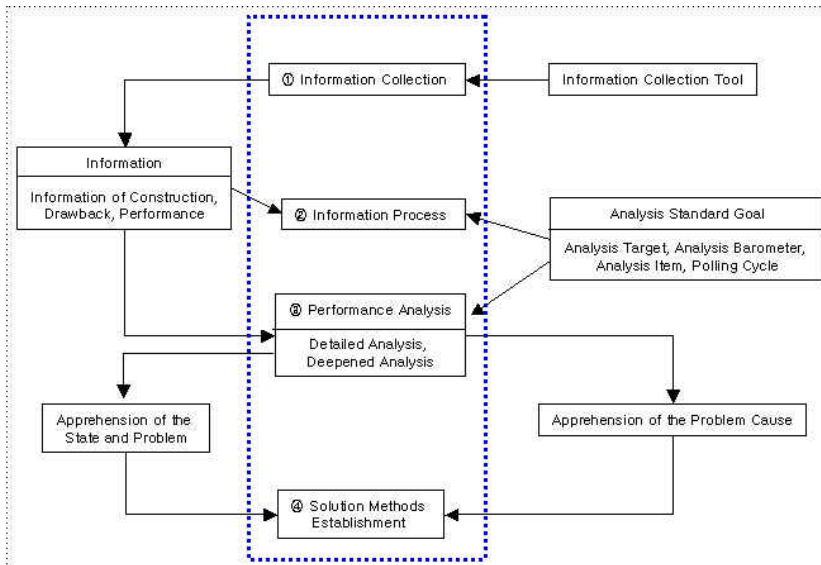 ① Information Collection
Information Collection Tool
Information
Information of Construction,
Drawback, Performance
② Information Process
Analysis Standard Goal
Analysis Target, Analysis Barometer,
Analysis Item, Polling Cycle
③ Performance Analysis
Detailed Analysis,
Deepened Analysis
Apprehension of the
State and Problem
Apprehension of the Problem Cause
④ Solution Methods
Establishment